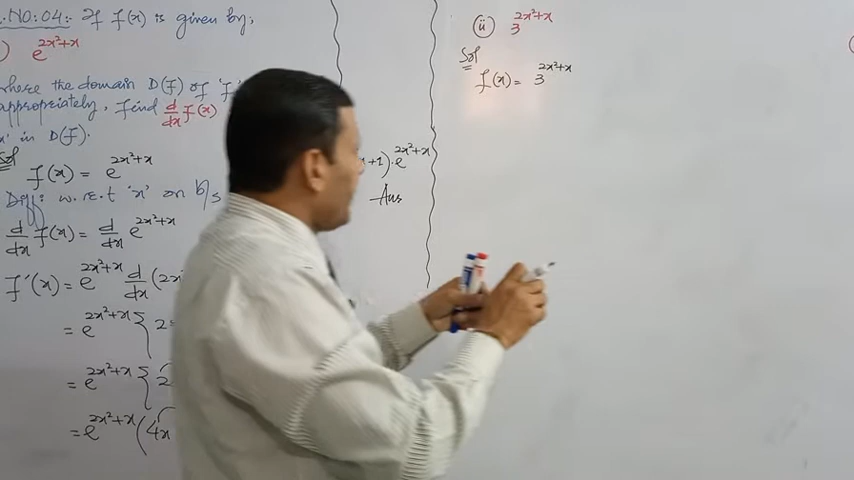 .NO:04:- If f(x) is given by;
) e^{2x²+x}
where the domain D(f) of 'f'
appropriately, find d/dx f(x)
'x' in D(f).
Sol
f(x) = e^{2x²+x}
Diff: w.r.t 'x' on b/s
d/dx f(x) = d/dx e^{2x²+x}
f'(x) = e^{2x²+x} d/dx (2x
= e^{2x²+x} { 2
= e^{2x²+x} { 2
= e^{2x²+x} (4x
+1).e^{2x²+x}
Ans
(ii) 3^{2x²+x}
Sol
f(x) = 3^{2x²+x}